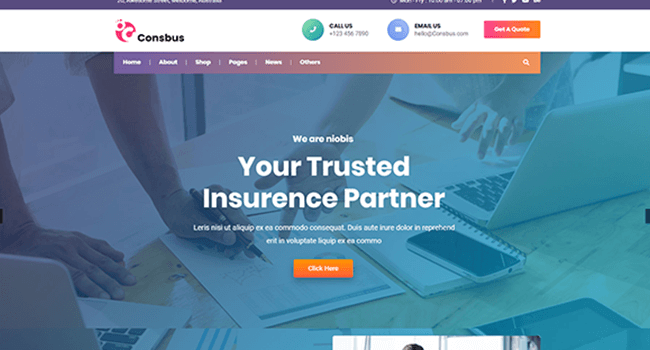 20, Awesome Street, Melbourne, Australia
Mon - Fry : 10.00 am - 07.00 pm
Consbus
CALL US
+123 456 7890
EMAIL US
hello@Consbus.com
Get A Quote
Home | About | Shop | Pages | News | Others
We are niobis
Your Trusted
Insurence Partner
Leris nisi ut aliquip ex ea commodo consequat. Duis aute irure dolor in reprehend
erit in voluptate liquip ex ea commo
Click Here